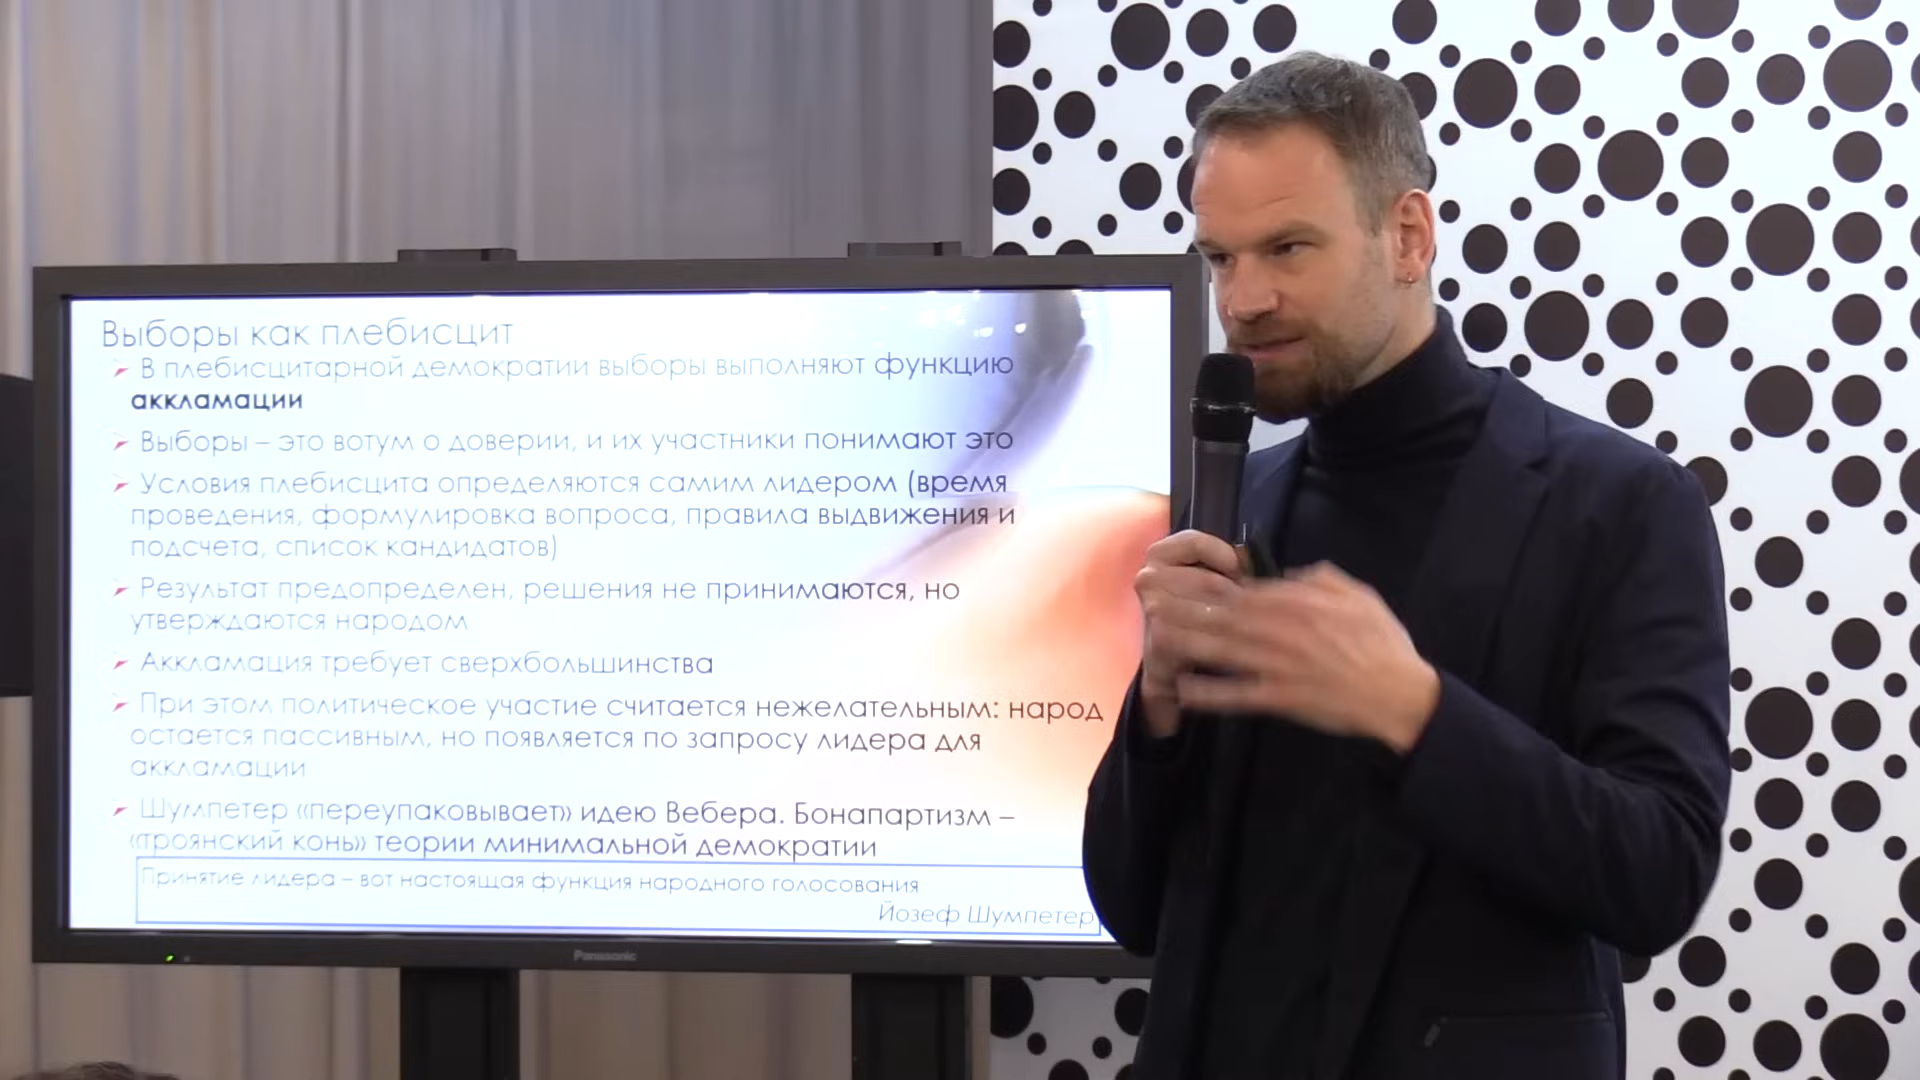 Выборы как плебисцит
В плебисцитарной демократии выборы выполняют функцию
аккламации
Выборы – это вотум о доверии, и их участники понимают это
Условия плебисцита определяются самим лидером (время
проведения, формулировка вопроса, правила выдвижения и
подсчета, список кандидатов)
Результат предопределен, решения не принимаются, но
утверждаются народом
Аккламация требует сверхбольшинства
При этом политическое участие считается нежелательным: народ
остается пассивным, но появляется по запросу лидера для
аккламации
Шумпетер «переупаковывает» идею Вебера. Бонапартизм –
«троянский конь» теории минимальной демократии
Принятие лидера – вот настоящая функция народного голосования
Йозеф Шумпетер
Panasonic